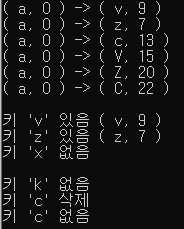 ( a, 0 ) -> ( v, 9 )
( a, 0 ) -> ( z, 7 )
( a, 0 ) -> ( c, 13 )
( a, 0 ) -> ( V, 15 )
( a, 0 ) -> ( Z, 20 )
( a, 0 ) -> ( C, 22 )
키 'v' 있음 ( v, 9 )
키 'z' 있음 ( z, 7 )
키 'x' 없음
키 'k' 없음
키 'c' 삭제
키 'c' 없음